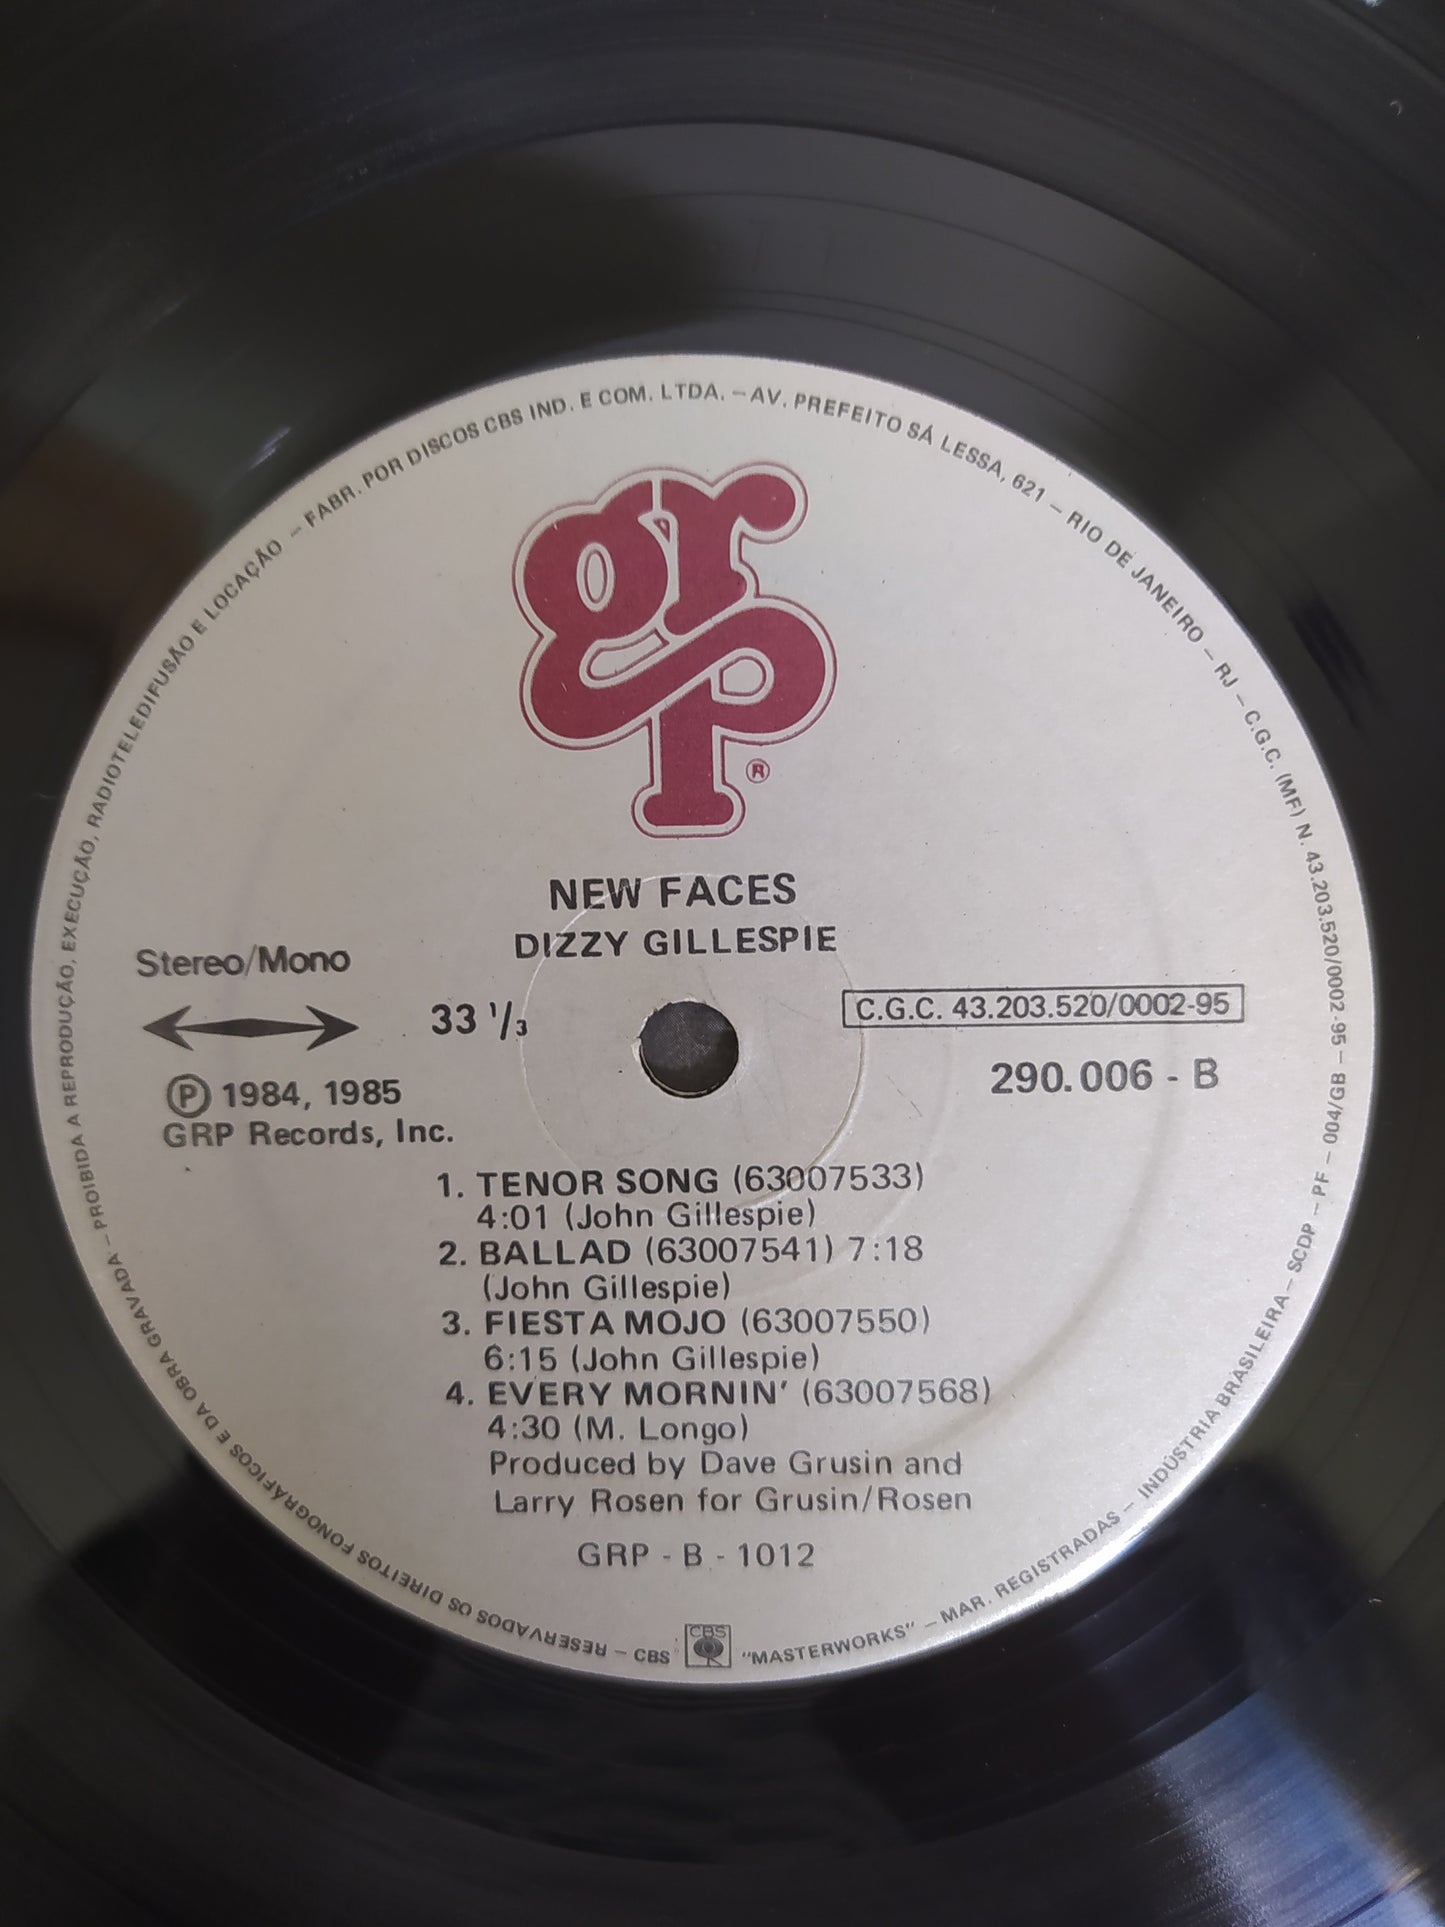 FABR. POR DISCOS CBS IND. E COM. LTDA. – AV. PREFEITO SÁ LESSA, 621 – RIO DE JANEIRO – RJ – C.G.C. (MF) N. 43.203.520/0002-95 – PF – 004/GB – SCDP – INDÚSTRIA BRASILEIRA –
grp ®
NEW FACES
DIZZY GILLESPIE
Stereo/Mono
33 1/3
C.G.C. 43.203.520/0002-95
290.006 - B
℗ 1984, 1985
GRP Records, Inc.
1. TENOR SONG (63007533)
4:01 (John Gillespie)
2. BALLAD (63007541) 7:18
(John Gillespie)
3. FIESTA MOJO (63007550)
6:15 (John Gillespie)
4. EVERY MORNIN' (63007568)
4:30 (M. Longo)
Produced by Dave Grusin and
Larry Rosen for Grusin/Rosen
GRP - B - 1012
CBS
– CBS "MASTERWORKS" – MAR. REGISTRADAS –
RESERVADOS OS DIREITOS FONOGRÁFICOS E DA OBRA GRAVADA – PROIBIDA A REPRODUÇÃO, EXECUÇÃO, RADIOTELEDIFUSÃO E LOCAÇÃO –